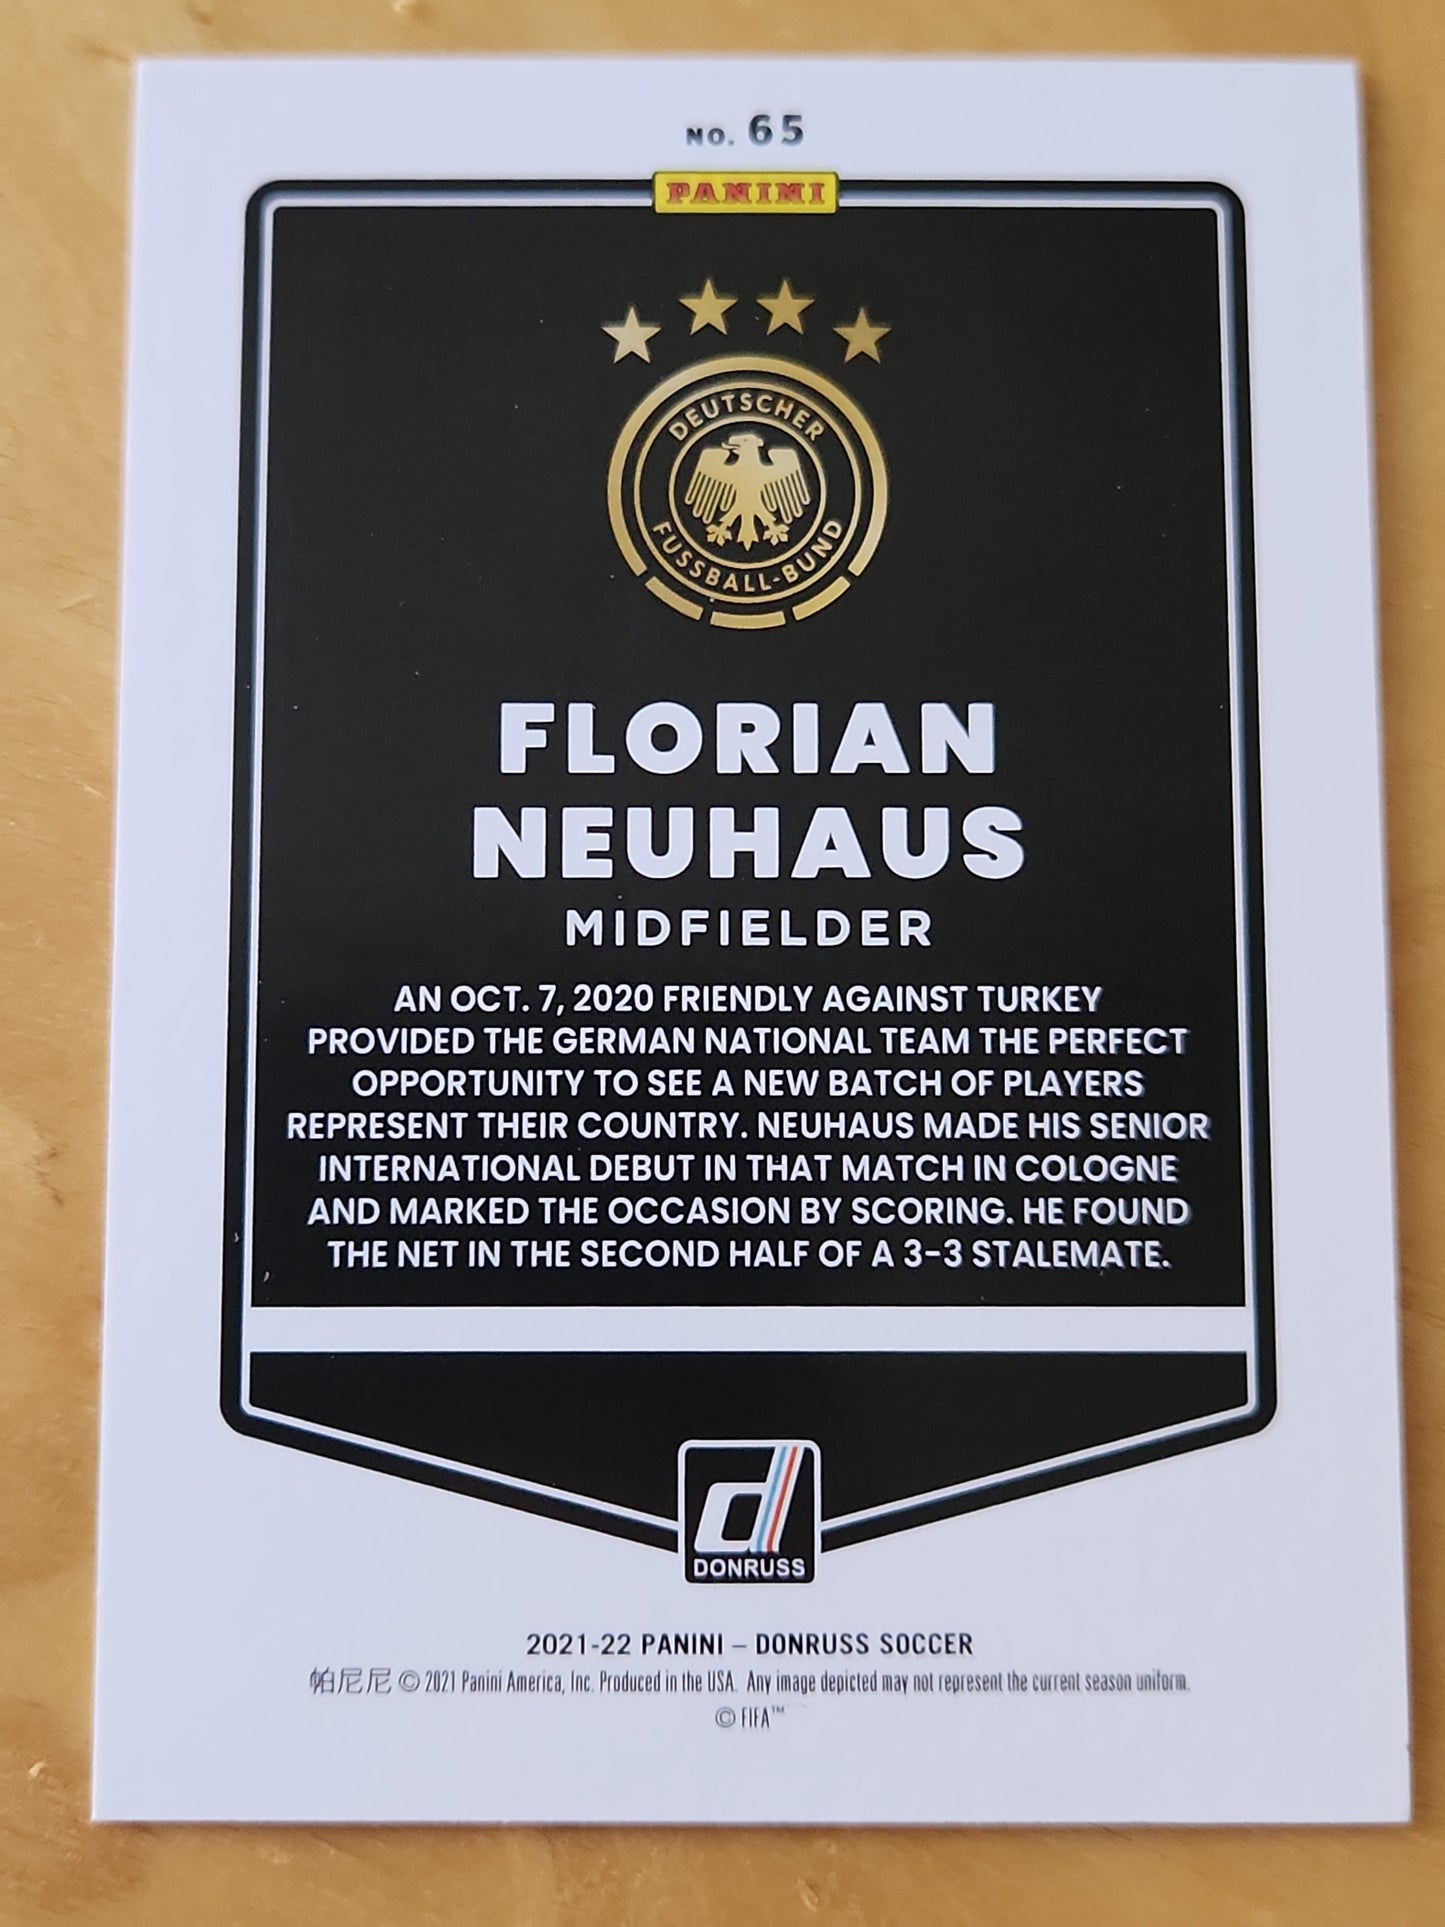 NO. 65
PANINI
DEUTSCHER
FUSSBALL-BUND
FLORIAN
NEUHAUS
MIDFIELDER
AN OCT. 7, 2020 FRIENDLY AGAINST TURKEY
PROVIDED THE GERMAN NATIONAL TEAM THE PERFECT
OPPORTUNITY TO SEE A NEW BATCH OF PLAYERS
REPRESENT THEIR COUNTRY. NEUHAUS MADE HIS SENIOR
INTERNATIONAL DEBUT IN THAT MATCH IN COLOGNE
AND MARKED THE OCCASION BY SCORING. HE FOUND
THE NET IN THE SECOND HALF OF A 3-3 STALEMATE.
d
DONRUSS
2021-22 PANINI – DONRUSS SOCCER
帕尼尼 © 2021 Panini America, Inc. Produced in the USA. Any image depicted may not represent the current season uniform.
© FIFA™